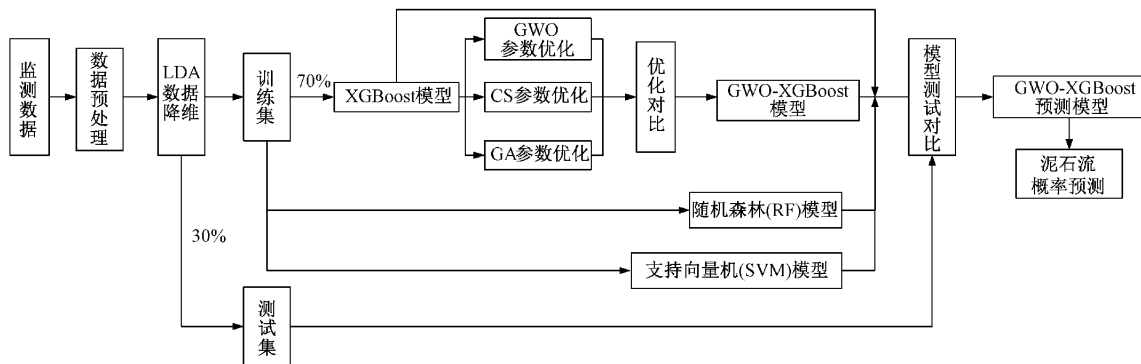 监测数据
数据预处理
LDA
数据
降维
训练集
70%
XGBoost模型
GWO
参数优化
CS参数优化
GA参数优化
优化对比
GWO-XGBoost
模型
模型测试对比
GWO-XGBoost
预测模型
泥石流
概率预测
随机森林(RF)模型
30%
支持向量机(SVM)模型
测试集